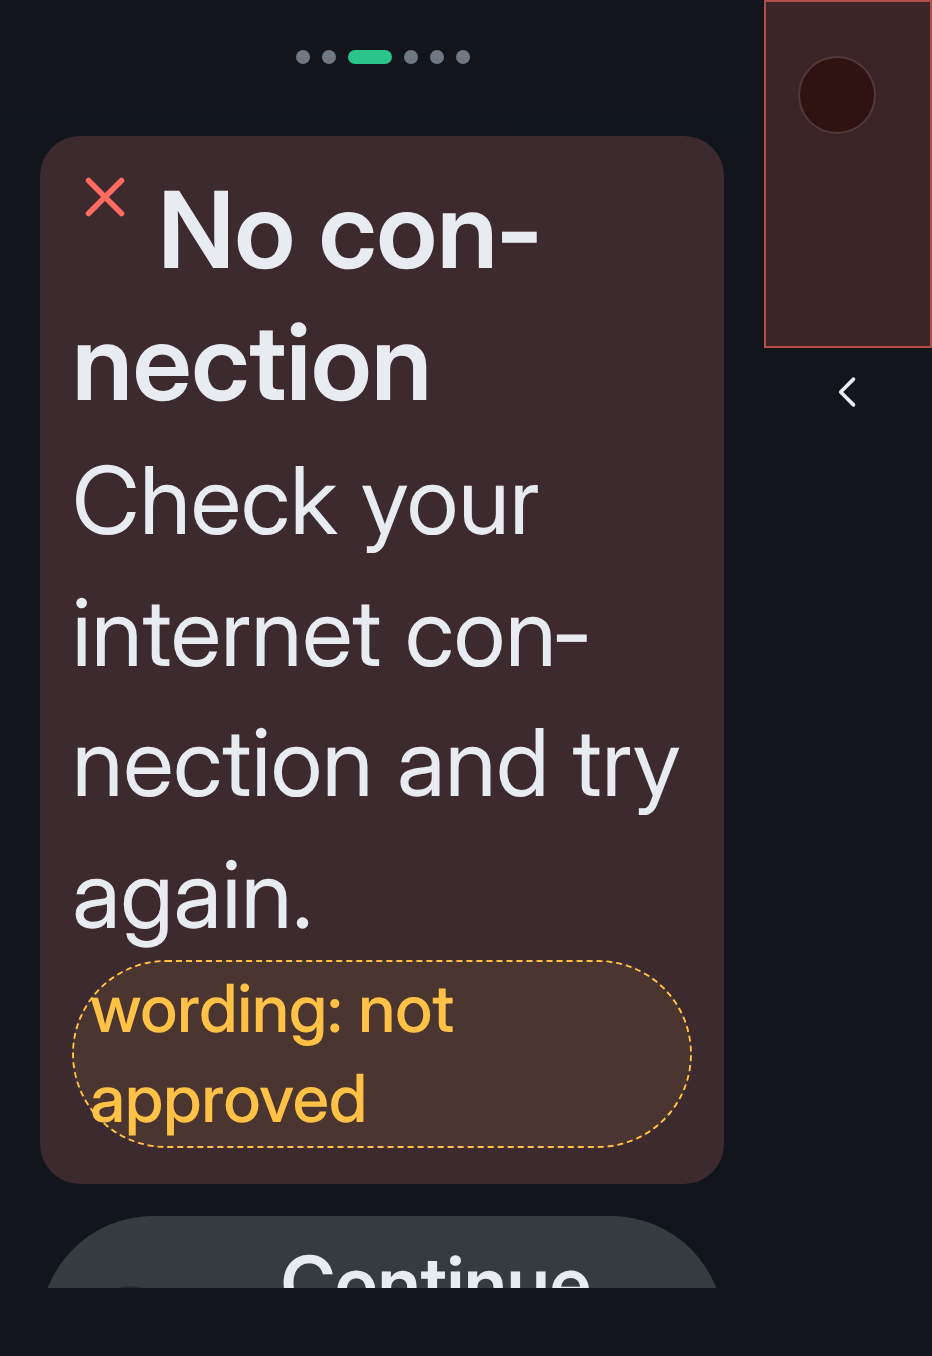 No con-
nection
Check your
internet con-
nection and try
again.
wording: not
approved
Continue